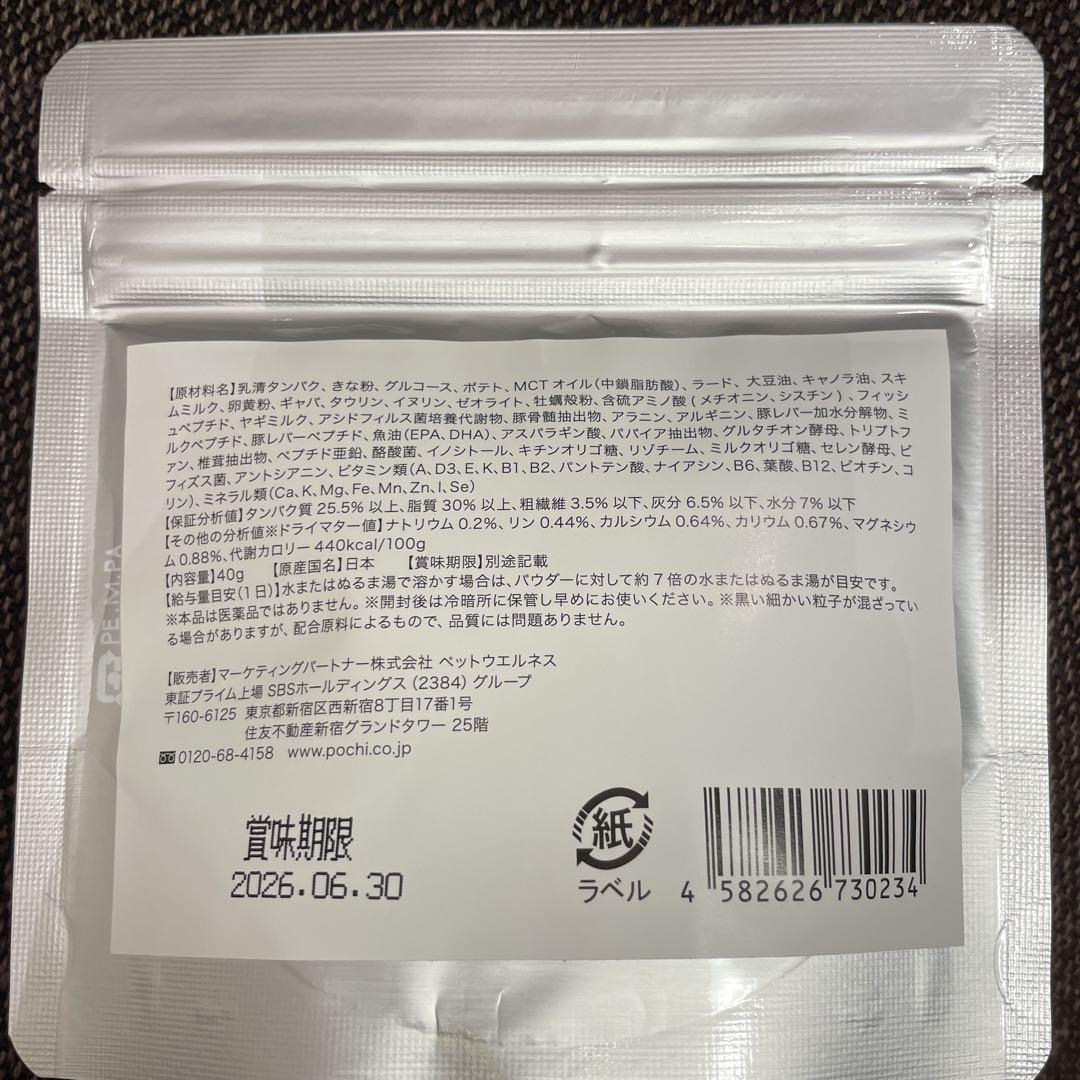 【原材料名】乳清タンパク、きな粉、グルコース、ポテト、MCTオイル(中鎖脂肪酸)、ラード、大豆油、キャノラ油、スキ
ムミルク、卵黄粉、ギャバ、タウリン、イヌリン、ゼオライト、牡蠣殻粉、含硫アミノ酸(メチオニン、シスチン)、フィッシ
ュペプチド、ヤギミルク、アシドフィルス菌培養代謝物、豚骨髄抽出物、アラニン、アルギニン、豚レバー加水分解物、ミ
ルクペプチド、豚レバーペプチド、魚油(EPA、DHA)、アスパラギン酸、パパイア抽出物、グルタチオン酵母、トリプトフ
ァン、椎茸抽出物、ペプチド亜鉛、酪酸菌、イノシトール、キチンオリゴ糖、リゾチーム、ミルクオリゴ糖、セレン酵母、ビ
フィズス菌、アントシアニン、ビタミン類(A、D3、E、K、B1、B2、パントテン酸、ナイアシン、B6、葉酸、B12、ビオチン、コ
リン)、ミネラル類(Ca、K、Mg、Fe、Mn、Zn、I、Se)
【保証分析値】タンパク質 25.5% 以上、脂質 30% 以上、粗繊維 3.5% 以下、灰分 6.5% 以下、水分 7% 以下
【その他の分析値※ドライマター値】ナトリウム 0.2%、リン 0.44%、カルシウム 0.64%、カリウム 0.67%、マグネシウ
ム 0.88%、代謝カロリー 440kcal/100g
【内容量】40g 【原産国名】日本 【賞味期限】別途記載
【給与量目安(1日)】水またはぬるま湯で溶かす場合は、パウダーに対して約7倍の水またはぬるま湯が目安です。
※本品は医薬品ではありません。※開封後は冷暗所に保管し早めにお使いください。※黒い細かい粒子が混ざってい
る場合がありますが、配合原料によるもので、品質には問題ありません。
【販売者】マーケティングパートナー株式会社 ペットウエルネス
東証プライム上場 SBSホールディングス(2384)グループ
〒160-6125 東京都新宿区西新宿8丁目17番1号
住友不動産新宿グランドタワー 25階
0120-68-4158 www.pochi.co.jp
賞味期限
2026.06.30
紙
ラベル
4 582626 730234
PE,M,PA